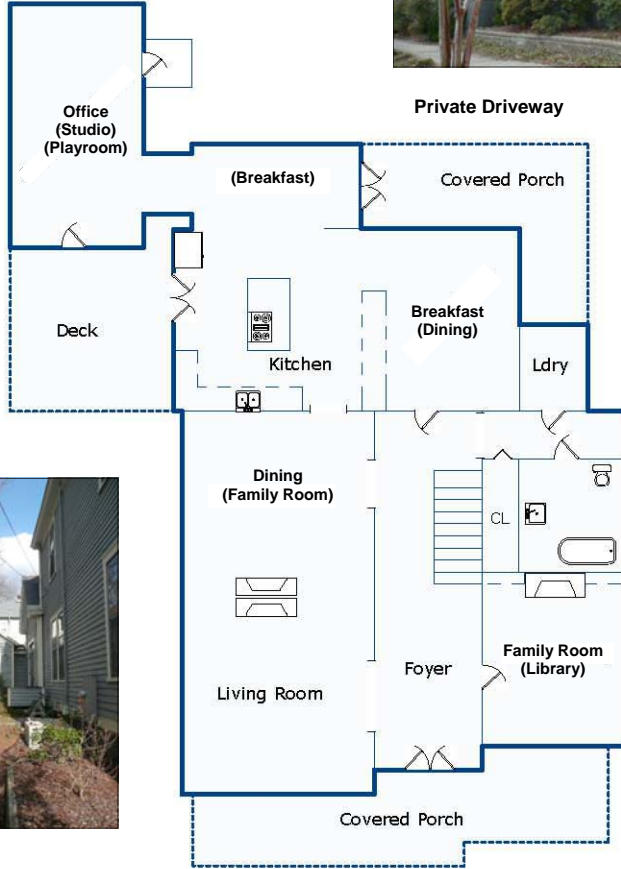 Private Driveway
Office
(Studio)
(Playroom)
(Breakfast)
Covered Porch
Deck
Breakfast
(Dining)
Kitchen
Ldry
Dining
(Family Room)
CL
Living Room
Foyer
Family Room
(Library)
Covered Porch